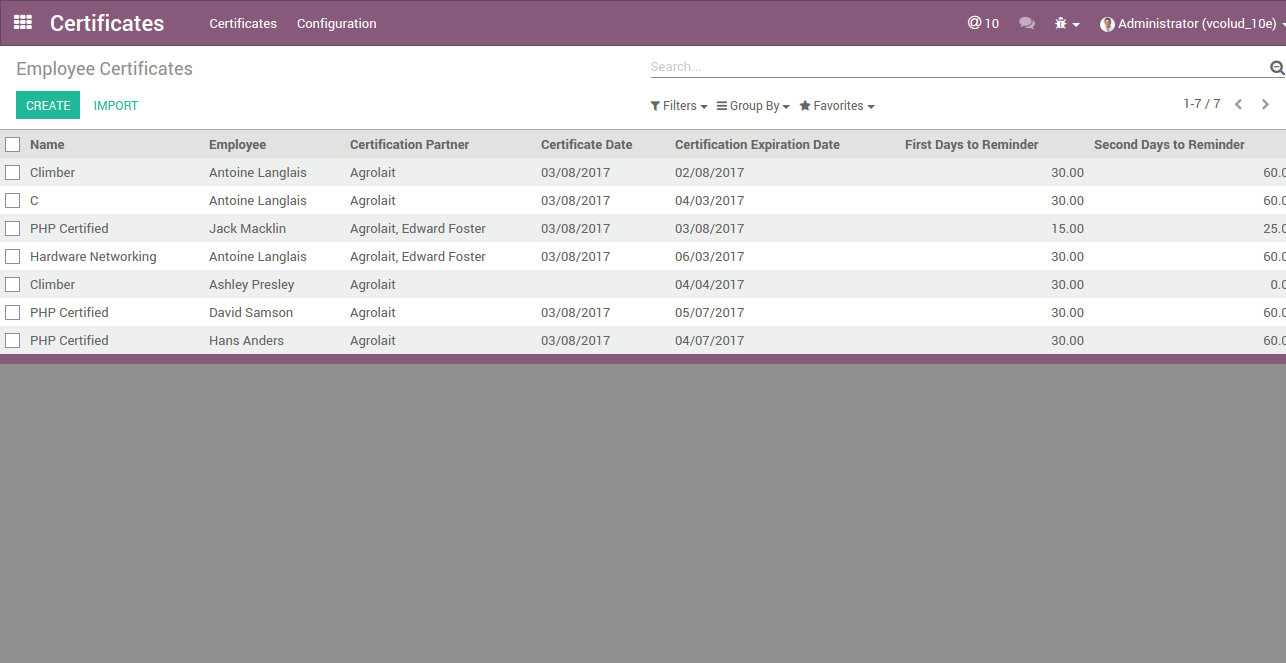 Certificates Certificates Configuration @ 10 Administrator (vcolud_10e)
Employee Certificates Search...
CREATE IMPORT Filters Group By Favorites 1-7 / 7
Name Employee Certification Partner Certificate Date Certification Expiration Date First Days to Reminder Second Days to Reminder
Climber Antoine Langlais Agrolait 03/08/2017 02/08/2017 30.00 60.0
C Antoine Langlais Agrolait 03/08/2017 04/03/2017 30.00 60.0
PHP Certified Jack Macklin Agrolait, Edward Foster 03/08/2017 03/08/2017 15.00 25.0
Hardware Networking Antoine Langlais Agrolait, Edward Foster 03/08/2017 06/03/2017 30.00 60.0
Climber Ashley Presley Agrolait 04/04/2017 30.00 0.0
PHP Certified David Samson Agrolait 03/08/2017 05/07/2017 30.00 60.0
PHP Certified Hans Anders Agrolait 03/08/2017 04/07/2017 30.00 60.0